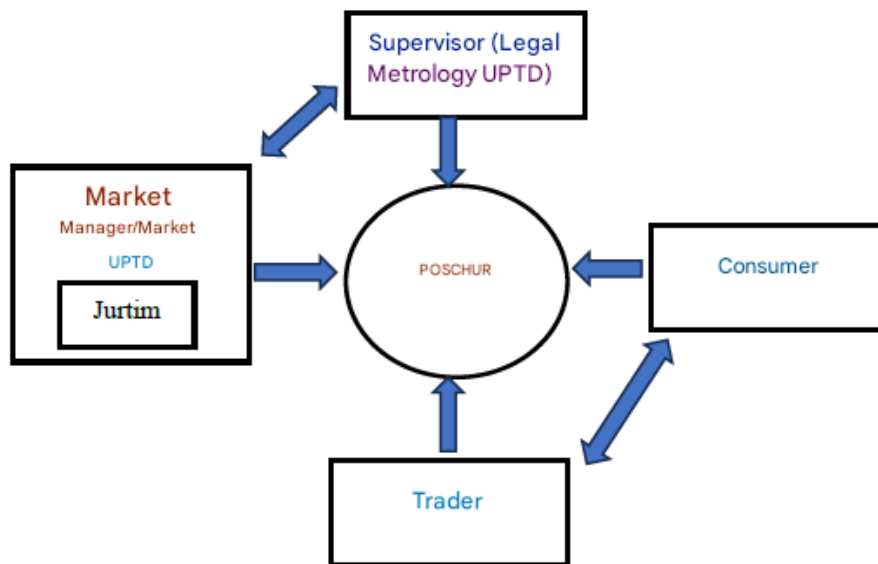 Supervisor (Legal
Metrology UPTD)
Market
Manager/Market
UPTD
Jurtim
POSCHUR
Consumer
Trader